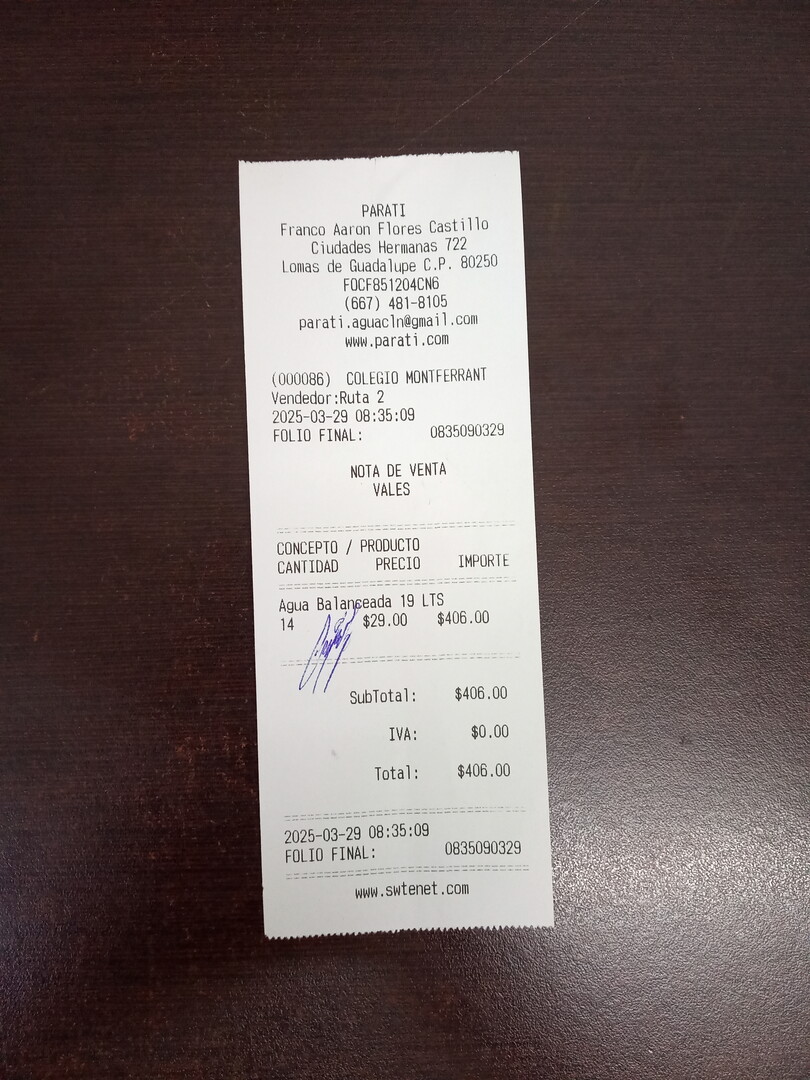 PARATI
Franco Aaron Flores Castillo
Ciudades Hermanas 722
Lomas de Guadalupe C.P. 80250
FOCF851204CN6
(667) 481-8105
parati.aguacln@gmail.com
www.parati.com
(000086) COLEGIO MONTFERRANT
Vendedor:Ruta 2
2025-03-29 08:35:09
FOLIO FINAL: 0835090329
NOTA DE VENTA
VALES
CONCEPTO / PRODUCTO
CANTIDAD PRECIO IMPORTE
Agua Balanceada 19 LTS
14 $29.00 $406.00
SubTotal: $406.00
IVA: $0.00
Total: $406.00
2025-03-29 08:35:09
FOLIO FINAL: 0835090329
www.swtenet.com